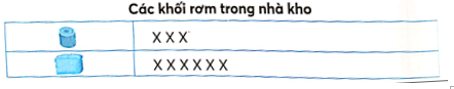 Các khối rơm trong nhà kho
X X X
X X X X X X